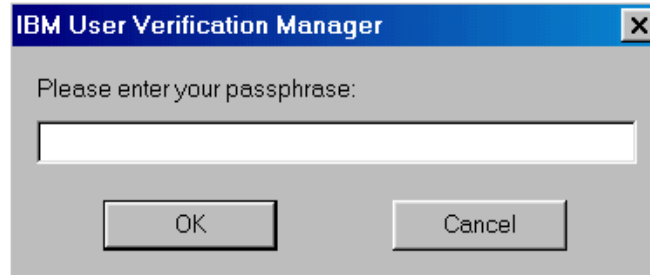 IBM User Verification Manager
Please enter your passphrase:
OK
Cancel